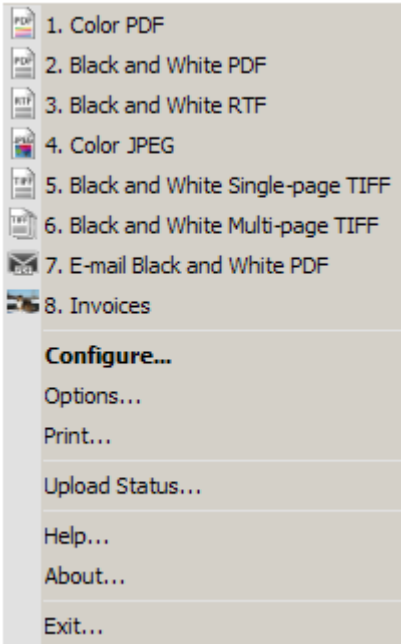 1. Color PDF
2. Black and White PDF
3. Black and White RTF
4. Color JPEG
5. Black and White Single-page TIFF
6. Black and White Multi-page TIFF
7. E-mail Black and White PDF
8. Invoices
Configure...
Options...
Print...
Upload Status...
Help...
About...
Exit...